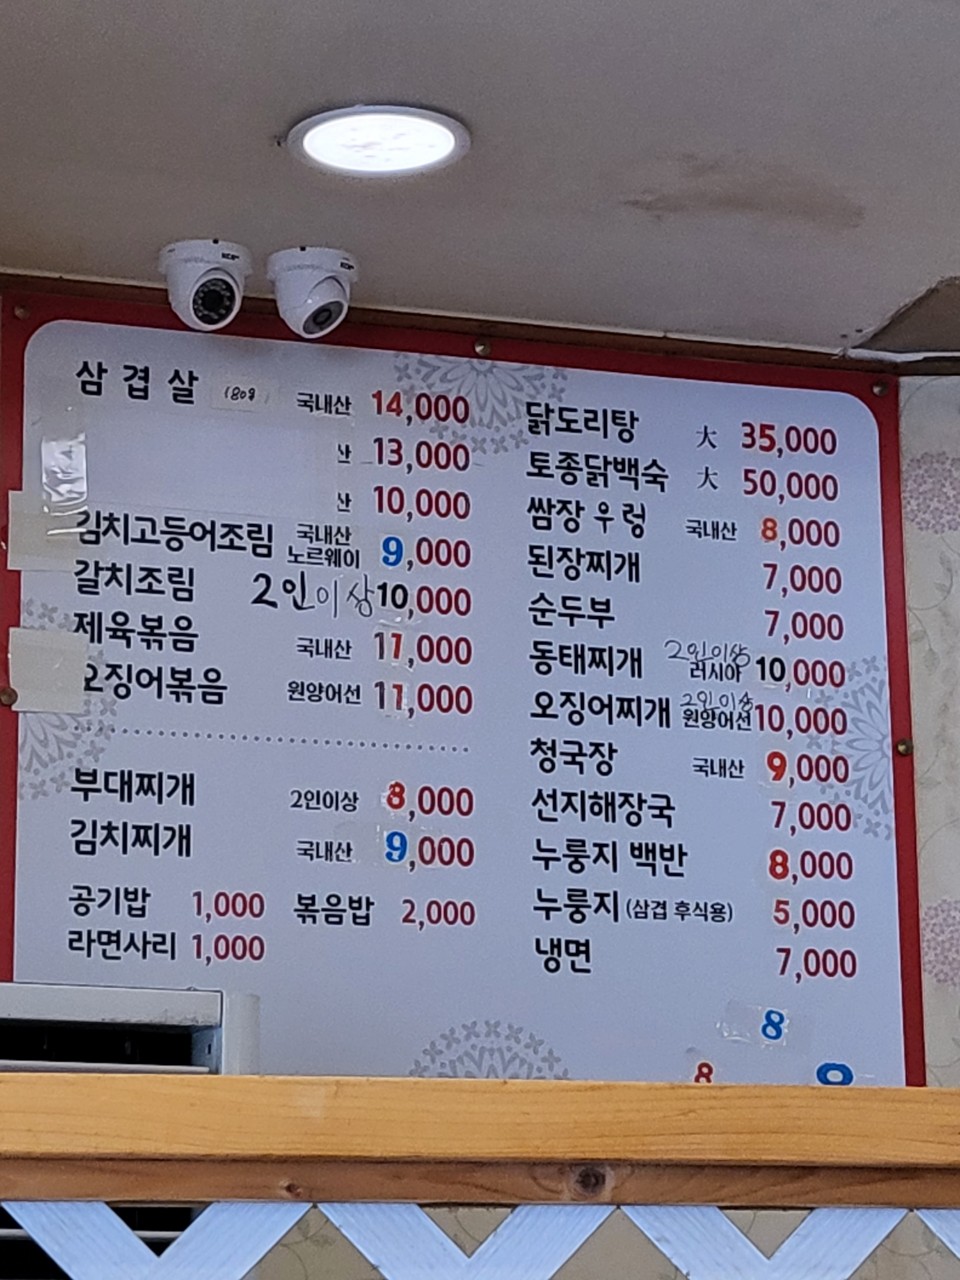 삼겹살 180g 국내산 14,000
산 13,000
산 10,000
김치고등어조림 국내산 노르웨이 9,000
갈치조림 2인이상 10,000
제육볶음 국내산 11,000
오징어볶음 원양어선 11,000
부대찌개 2인이상 8,000
김치찌개 국내산 9,000
공기밥 1,000 볶음밥 2,000
라면사리 1,000
닭도리탕 大 35,000
토종닭백숙 大 50,000
쌈장우렁 국내산 8,000
된장찌개 7,000
순두부 7,000
동태찌개 2인이상 러시아 10,000
오징어찌개 2인이상 원양어선 10,000
청국장 국내산 9,000
선지해장국 7,000
누룽지 백반 8,000
누룽지 (삼겹 후식용) 5,000
냉면 7,000
8
8